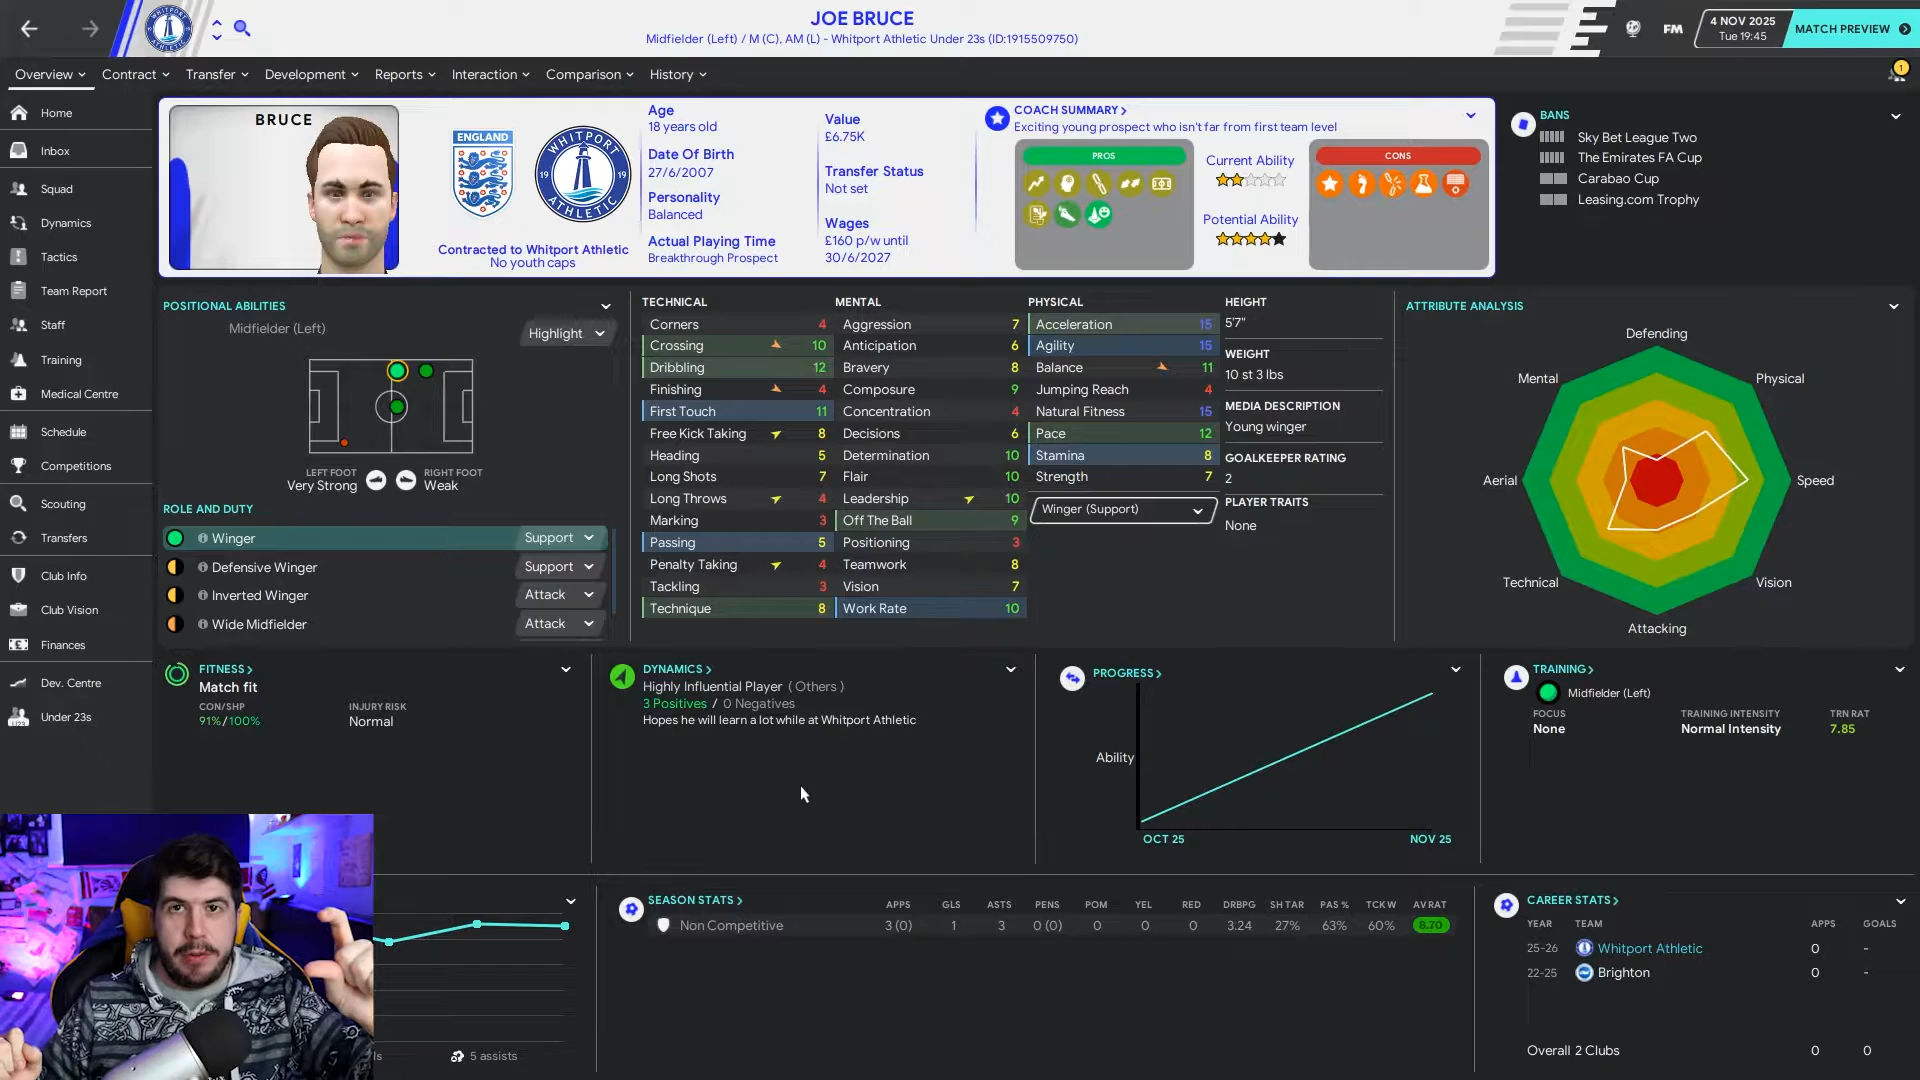 JOE BRUCE
Midfielder (Left) / M (C), AM (L) - Whitport Athletic Under 23s (ID:1915509750)
FM
4 NOV 2025
Tue 19:45
MATCH PREVIEW
Overview
Contract
Transfer
Development
Reports
Interaction
Comparison
History
1
Home
Inbox
Squad
Dynamics
Tactics
Team Report
Staff
Training
Medical Centre
Schedule
Competitions
Scouting
Transfers
Club Info
Club Vision
Finances
Dev. Centre
Under 23s
BRUCE
ENGLAND
WHITPORT
19 19
ATHLETIC
Contracted to Whitport Athletic
No youth caps
Age
18 years old
Date Of Birth
27/6/2007
Personality
Balanced
Actual Playing Time
Breakthrough Prospect
Value
£6.75K
Transfer Status
Not set
Wages
£160 p/w until
30/6/2027
COACH SUMMARY >
Exciting young prospect who isn't far from first team level
PROS
Current Ability
Potential Ability
CONS
BANS
Sky Bet League Two
The Emirates FA Cup
Carabao Cup
Leasing.com Trophy
POSITIONAL ABILITIES
Midfielder (Left)
Highlight
LEFT FOOT
Very Strong
RIGHT FOOT
Weak
ROLE AND DUTY
Winger Support
Defensive Winger Support
Inverted Winger Attack
Wide Midfielder Attack
TECHNICAL
Corners 4
Crossing 10
Dribbling 12
Finishing 4
First Touch 11
Free Kick Taking 8
Heading 5
Long Shots 7
Long Throws 4
Marking 3
Passing 5
Penalty Taking 4
Tackling 3
Technique 8
MENTAL
Aggression 7
Anticipation 6
Bravery 8
Composure 9
Concentration 4
Decisions 6
Determination 10
Flair 10
Leadership 10
Off The Ball 9
Positioning 3
Teamwork 8
Vision 7
Work Rate 10
PHYSICAL
Acceleration 15
Agility 15
Balance 11
Jumping Reach 4
Natural Fitness 15
Pace 12
Stamina 8
Strength 7
Winger (Support)
HEIGHT
5'7"
WEIGHT
10 st 3 lbs
MEDIA DESCRIPTION
Young winger
GOALKEEPER RATING
2
PLAYER TRAITS
None
ATTRIBUTE ANALYSIS
Defending
Mental
Physical
Aerial
Speed
Technical
Vision
Attacking
FITNESS >
Match fit
CON/SHP
91%/100%
INJURY RISK
Normal
DYNAMICS >
Highly Influential Player ( Others )
3 Positives / 0 Negatives
Hopes he will learn a lot while at Whitport Athletic
PROGRESS >
Ability
OCT 25
NOV 25
TRAINING >
Midfielder (Left)
FOCUS
None
TRAINING INTENSITY
Normal Intensity
TRN RAT
7.85
ls
5 assists
SEASON STATS >
APPS GLS ASTS PENS POM YEL RED DRBPG SH TAR PAS % TCK W AV RAT
Non Competitive 3 (0) 1 3 0 (0) 0 0 0 3.24 27% 63% 60% 8.70
CAREER STATS >
YEAR TEAM APPS GOALS
25-26 Whitport Athletic 0 -
22-25 Brighton 0 -
Overall 2 Clubs 0 0